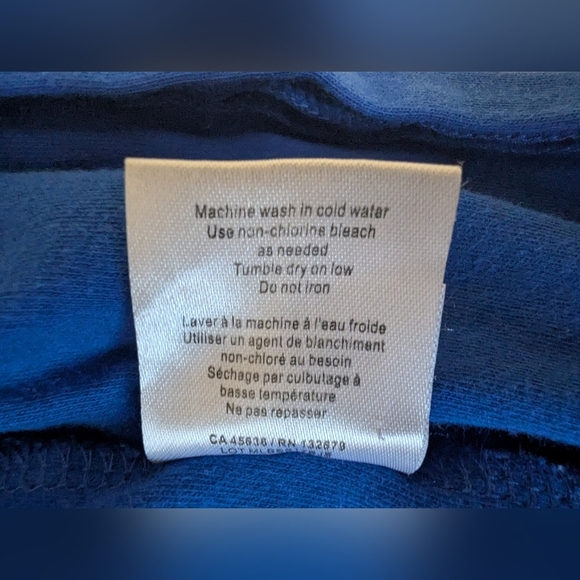 Machine wash in cold water
Use non-chlorine bleach
as needed
Tumble dry on low
Do not iron
Laver à la machine à l'eau froide
Utiliser un agent de blanchiment
non-chloré au besoin
Séchage par culbutage à
basse température
Ne pas repasser
CA 45636 / RN 132679
LOT